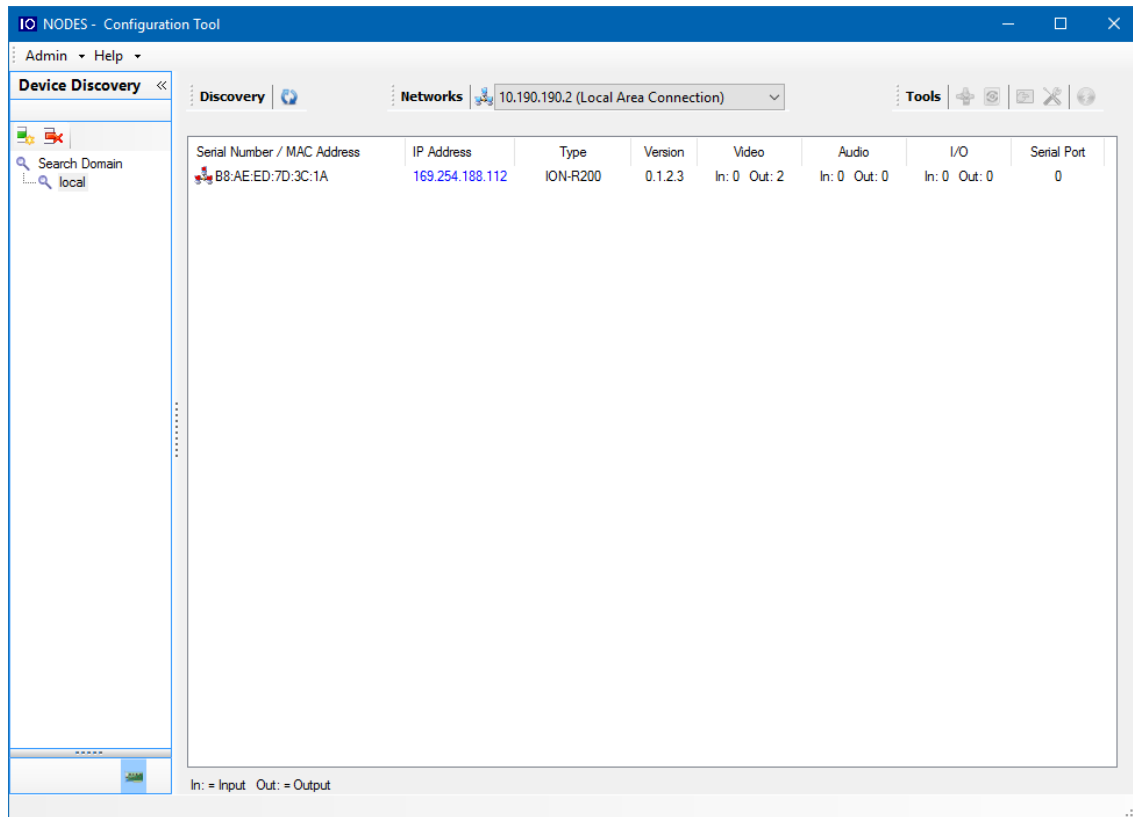 IO NODES - Configuration Tool
Admin Help
Device Discovery «
Discovery Networks 10.190.190.2 (Local Area Connection) Tools
Search Domain
local
Serial Number / MAC Address IP Address Type Version Video Audio I/O Serial Port
B8:AE:ED:7D:3C:1A 169.254.188.112 ION-R200 0.1.2.3 In: 0 Out: 2 In: 0 Out: 0 In: 0 Out: 0 0
In: = Input Out: = Output